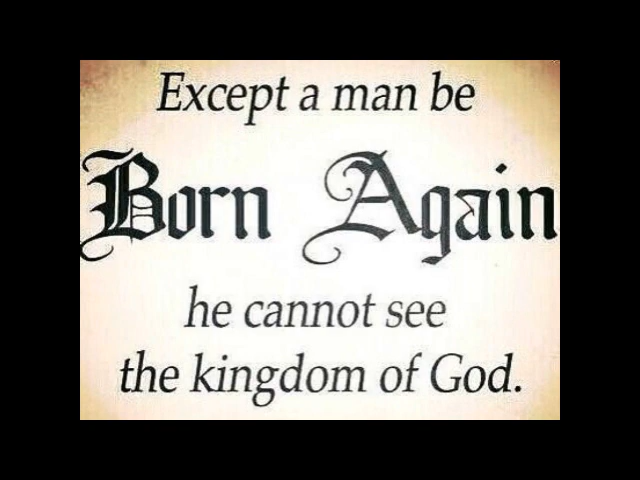 Except a man be
Born Again
he cannot see
the kingdom of God.